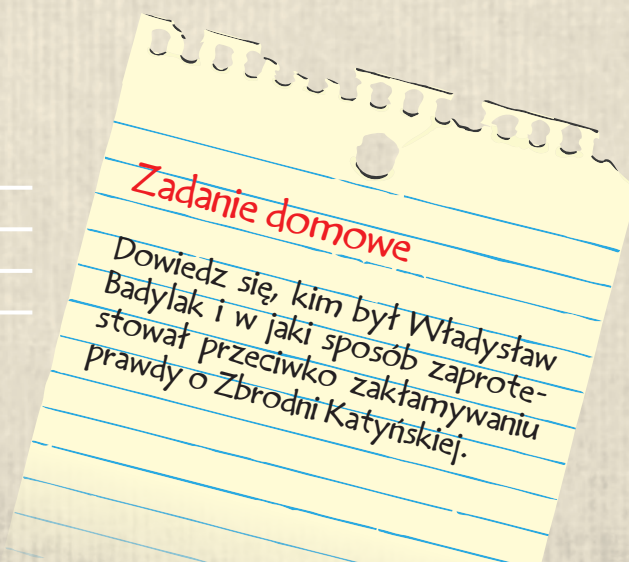 Zadanie domowe
Dowiedz się, kim był Władysław
Badylak i w jaki sposób zaprote-
stował przeciwko zakłamywaniu
prawdy o Zbrodni Katyńskiej.